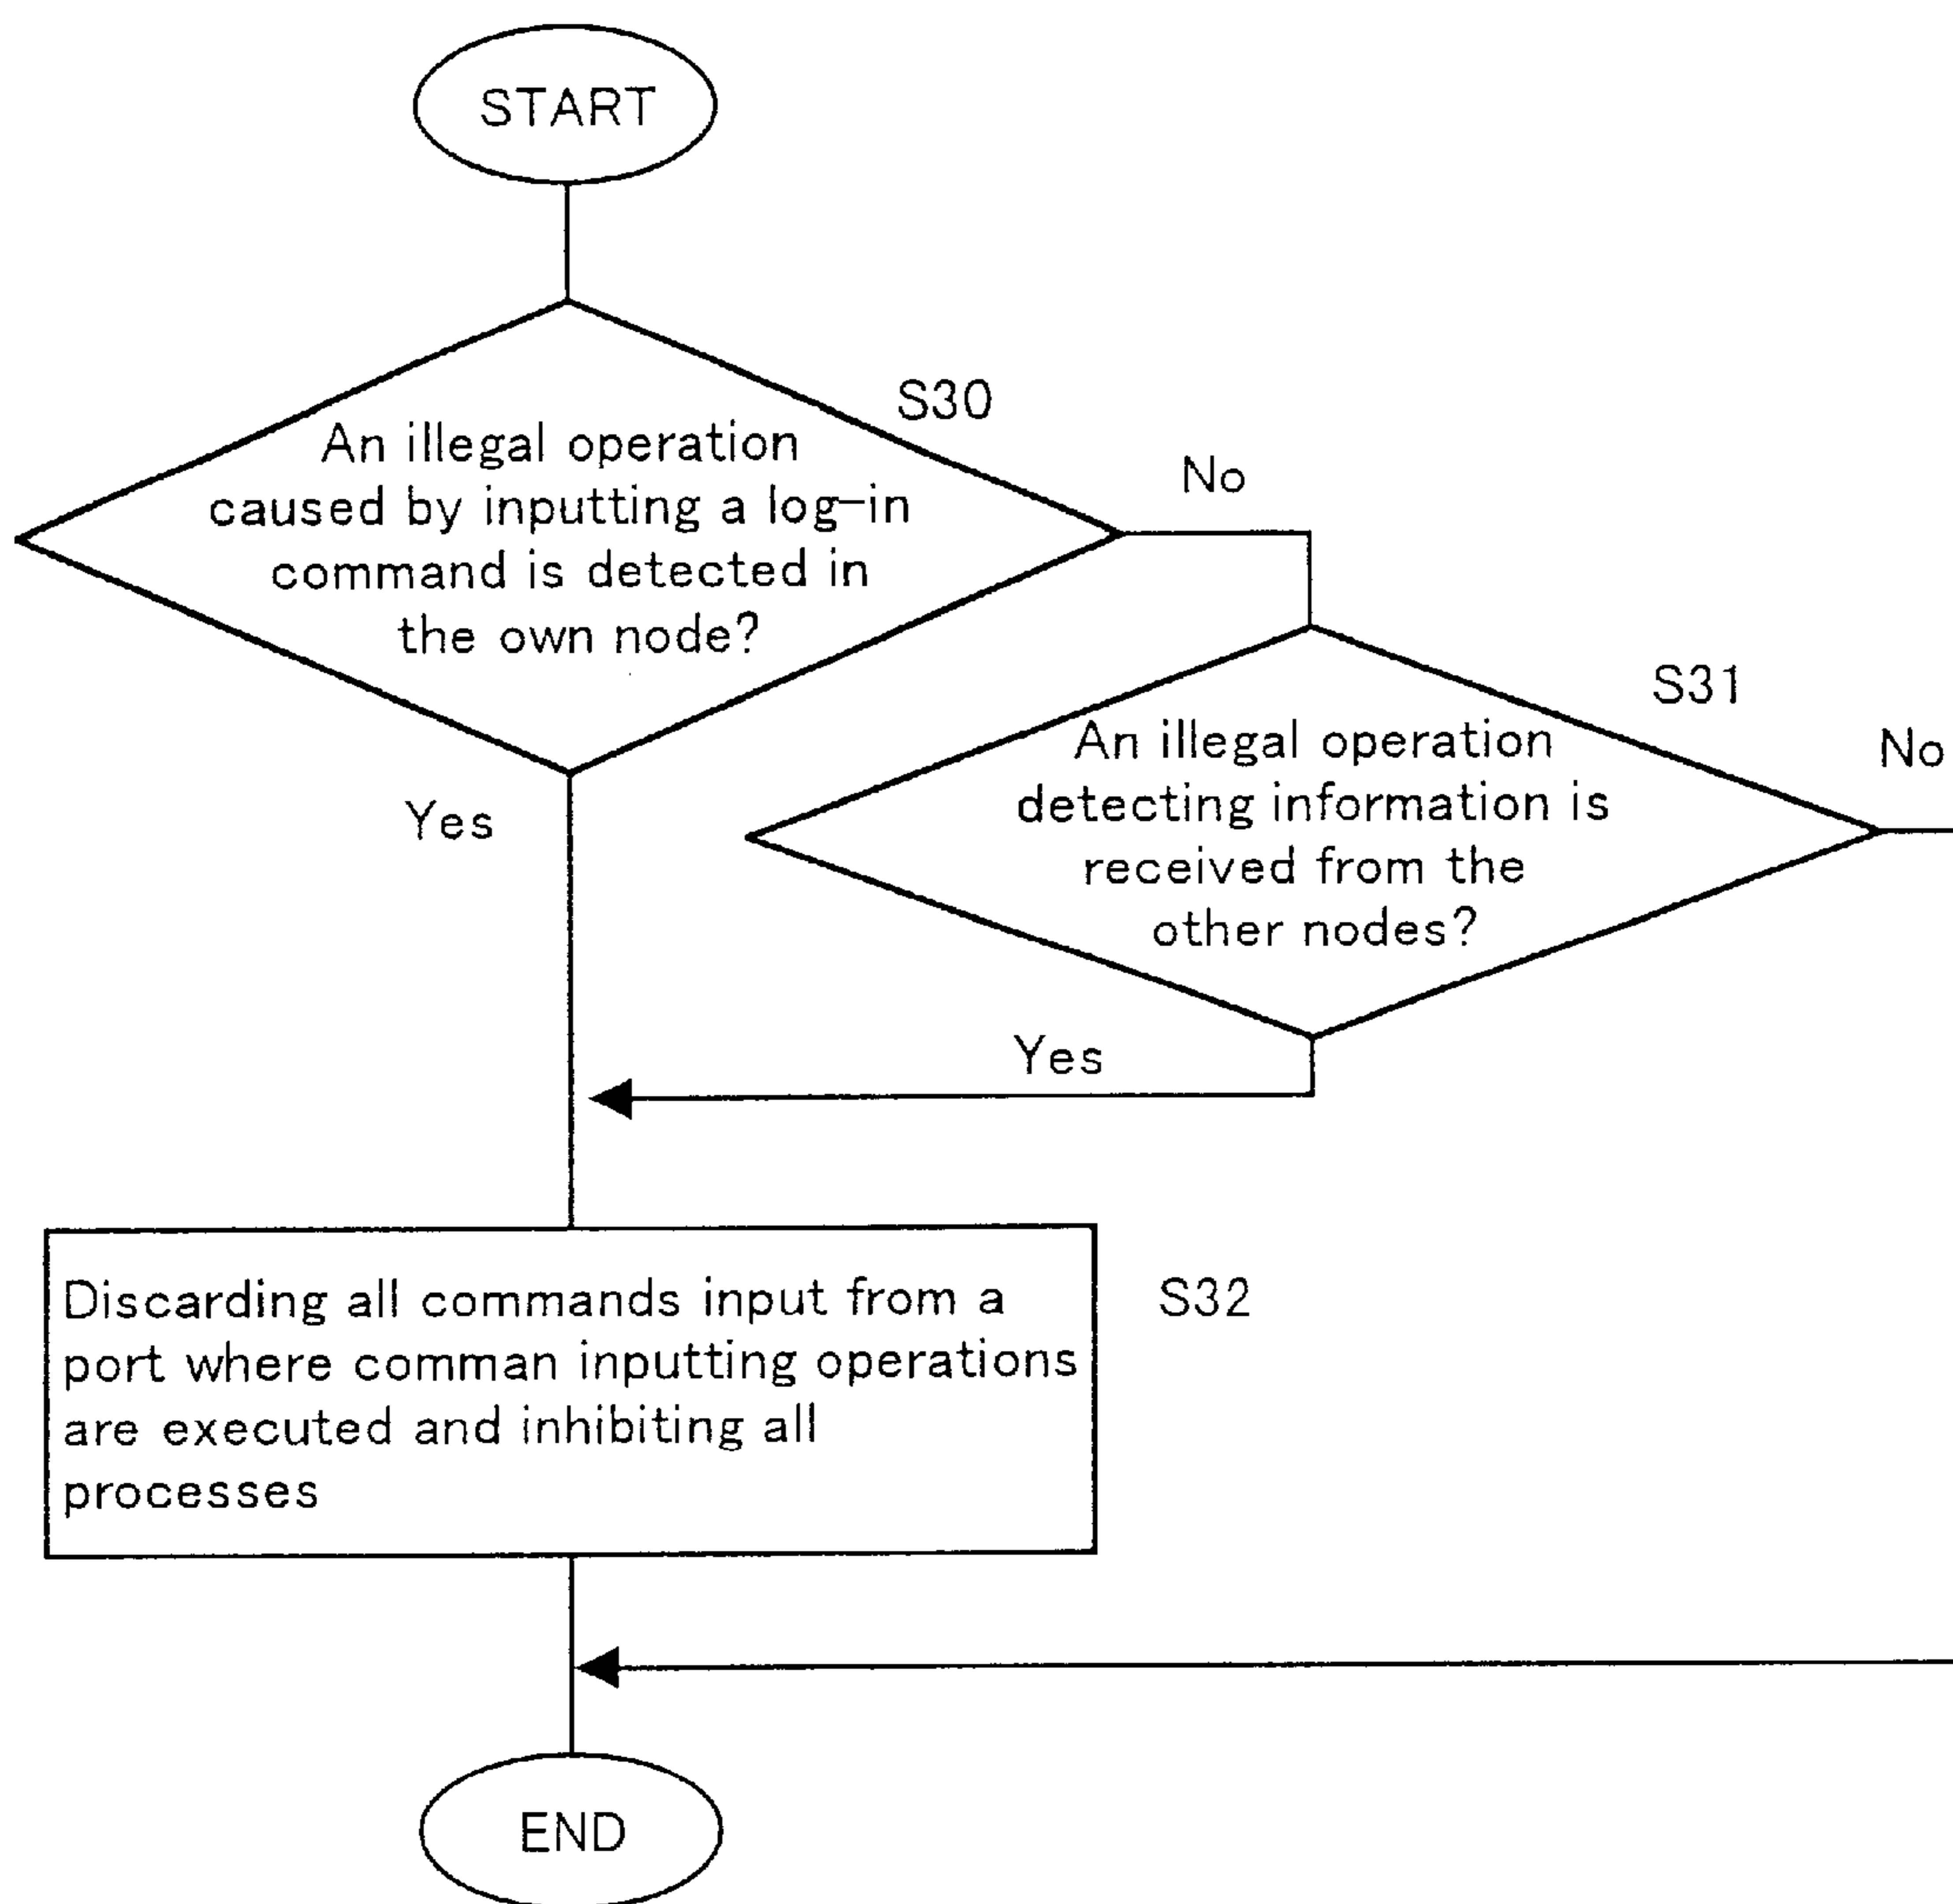 START
S30
An illegal operation
caused by inputting a log-in
command is detected in
the own node?
No
Yes
S31
An illegal operation
detecting information is
received from the
other nodes?
No
Yes
S32
Discarding all commands input from a
port where comman inputting operations
are executed and inhibiting all
processes
END